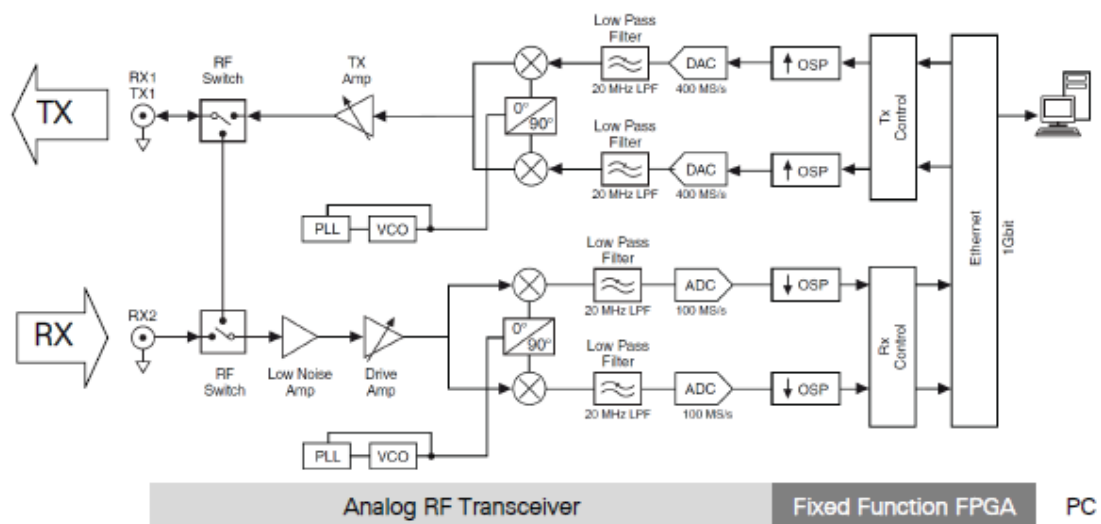 TX
RX1
TX1
RF
Switch
TX
Amp
Low Pass
Filter
20 MHz LPF
DAC
400 MS/s
↑ OSP
0°
90°
Low Pass
Filter
20 MHz LPF
DAC
400 MS/s
↑ OSP
Tx
Control
PLL
VCO
Ethernet
1Gbit
RX
RX2
RF
Switch
Low Noise
Amp
Drive
Amp
Low Pass
Filter
20 MHz LPF
ADC
100 MS/s
↓ OSP
0°
90°
Low Pass
Filter
20 MHz LPF
ADC
100 MS/s
↓ OSP
Rx
Control
PLL
VCO
Analog RF Transceiver
Fixed Function FPGA
PC